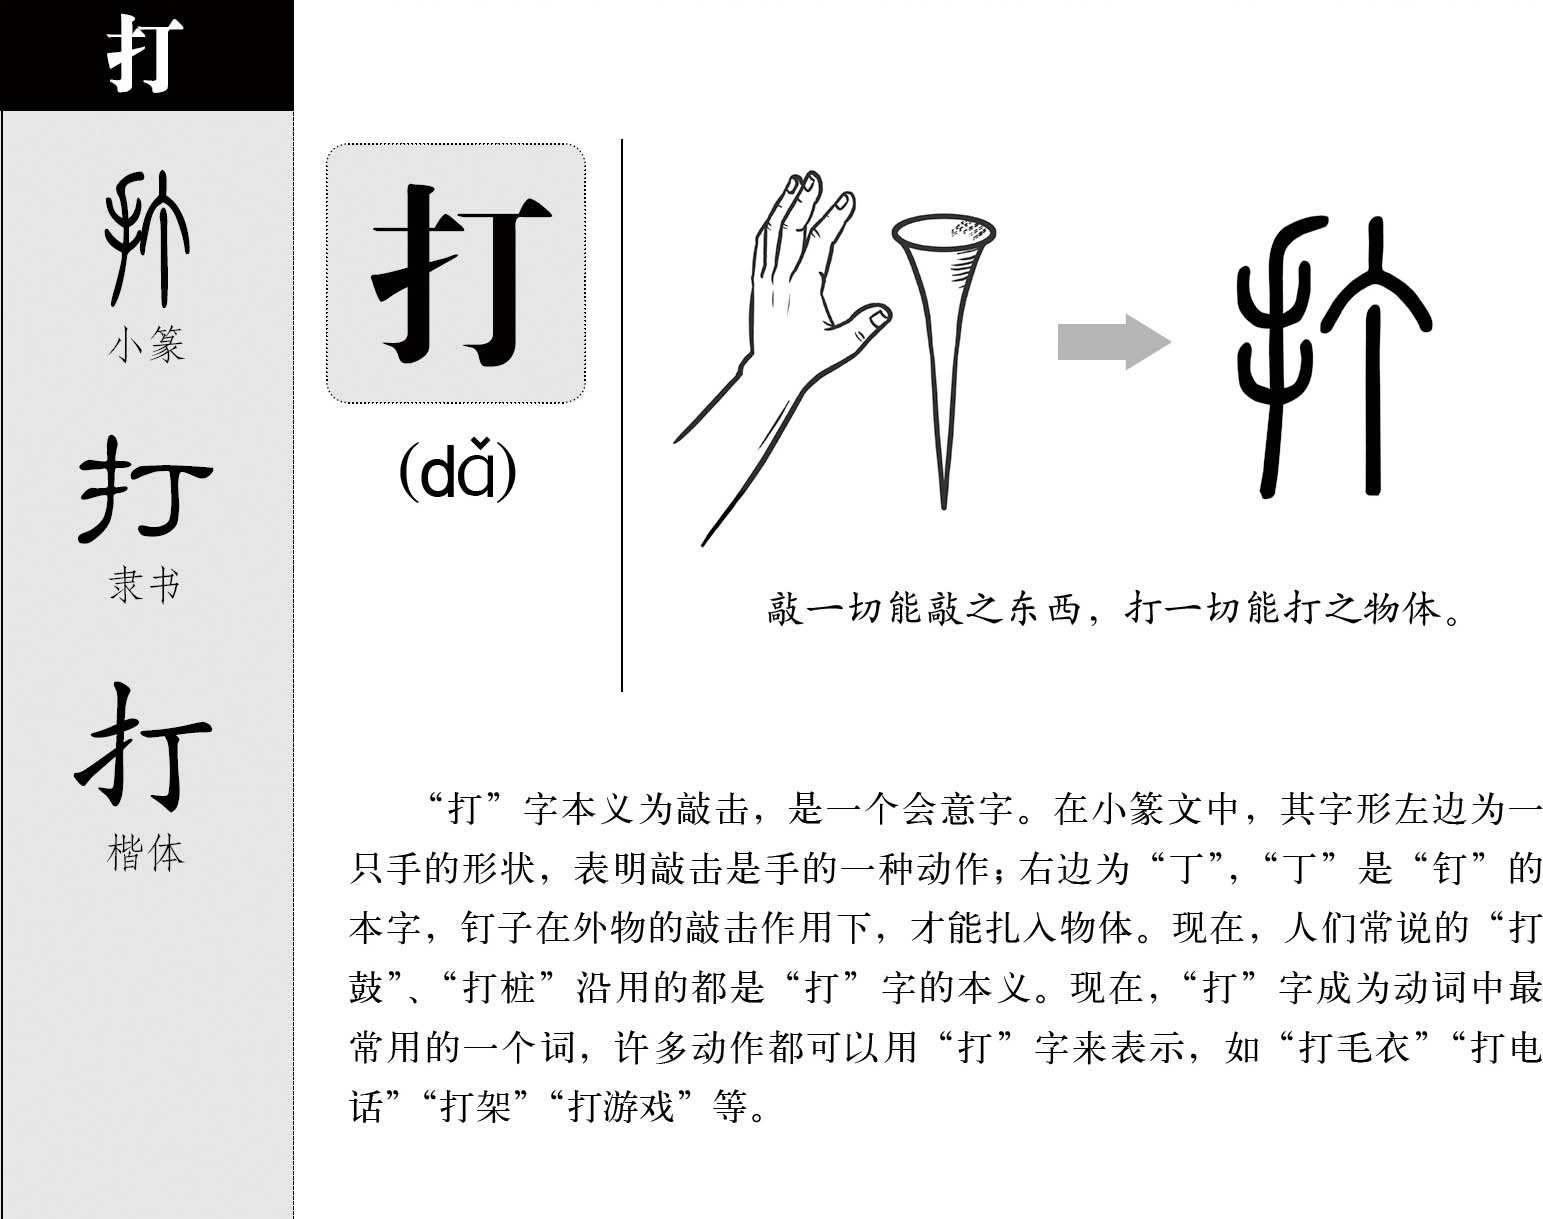 打
打
小篆
打
隶书
打
楷体
打
(dǎ)
打
敲一切能敲之东西，打一切能打之物体。
“打”字本义为敲击，是一个会意字。在小篆文中，其字形左边为一
只手的形状，表明敲击是手的一种动作；右边为“丁”，“丁”是“钉”的
本字，钉子在外物的敲击作用下，才能扎入物体。现在，人们常说的“打
鼓”、“打桩”沿用的都是“打”字的本义。现在，“打”字成为动词中最
常用的一个词，许多动作都可以用“打”字来表示，如“打毛衣”“打电
话”“打架”“打游戏”等。